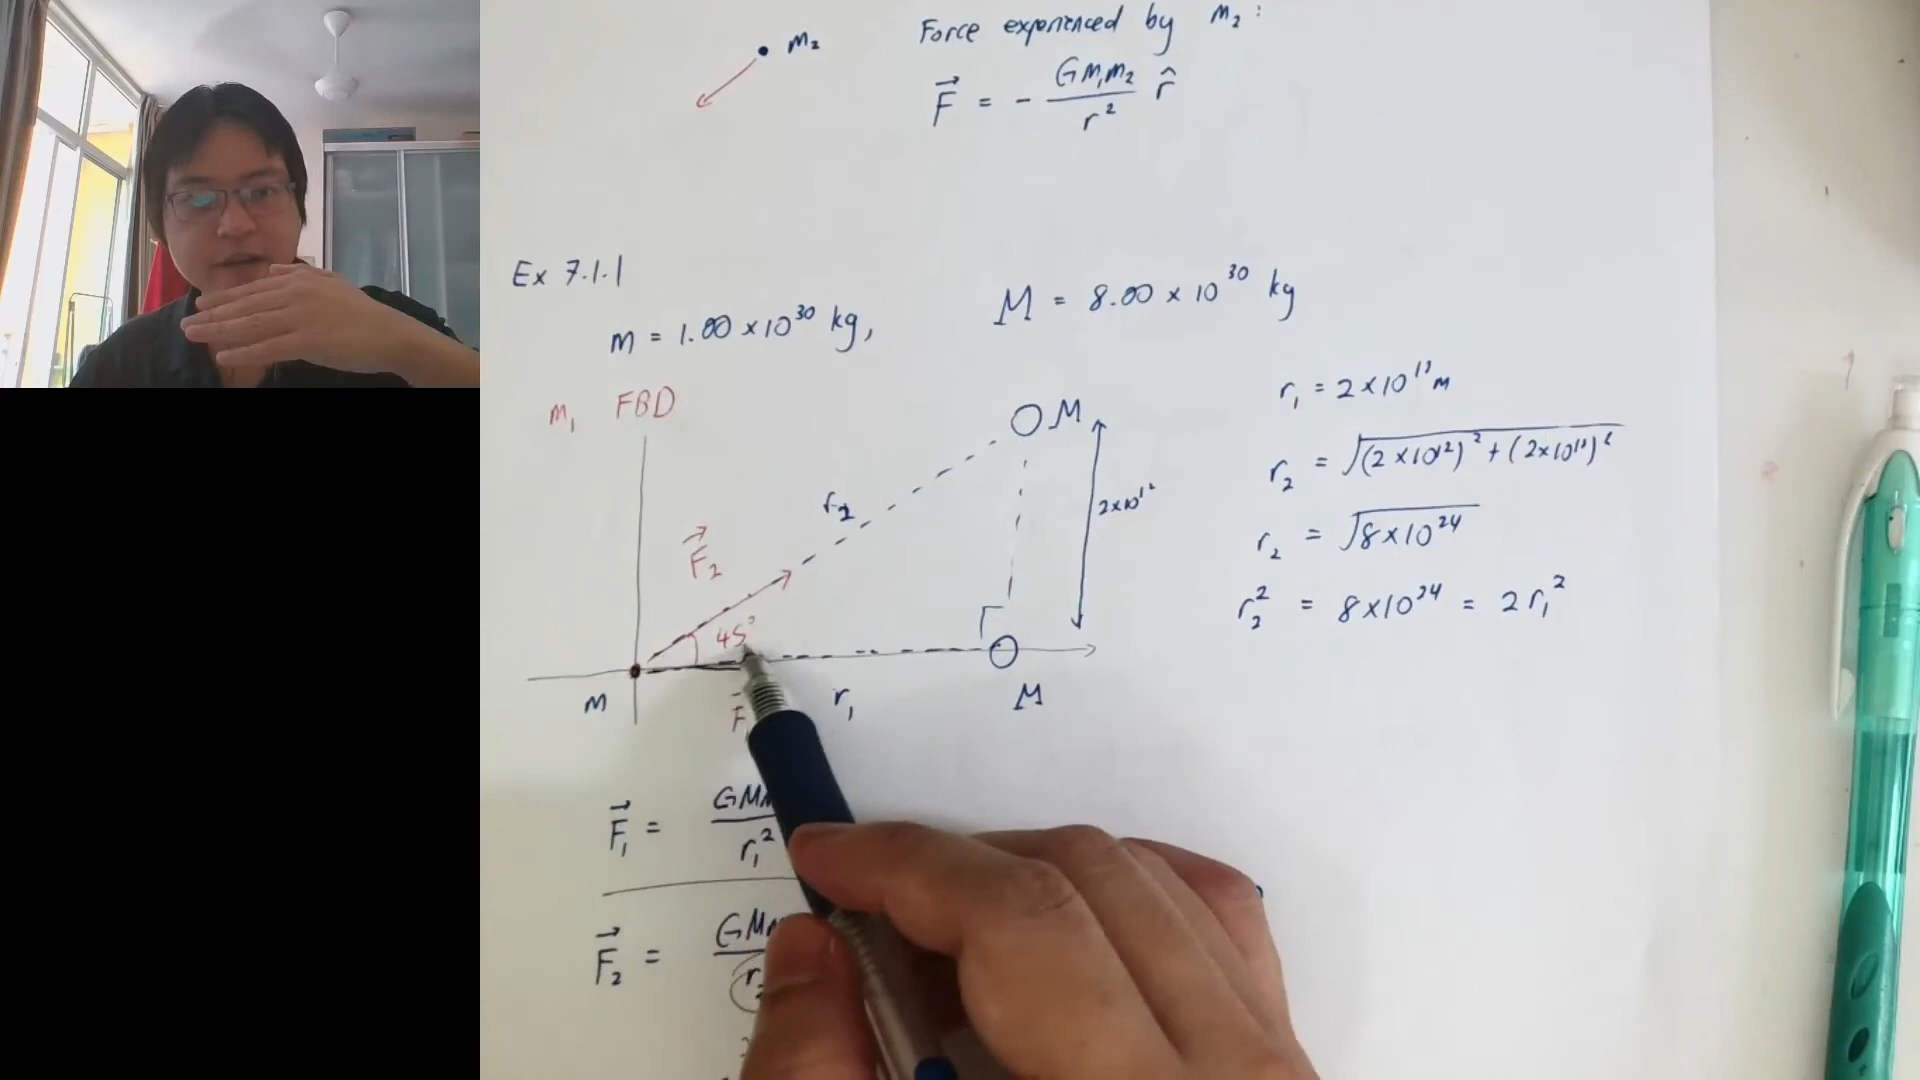 m₂
Force experienced by m₂ :
F⃗ = - Gm₁m₂ / r² r̂
Ex 7.1.1
m = 1.00 × 10³⁰ kg,
M = 8.00 × 10³⁰ kg
m₁ FBD
M
r₁ = 2 × 10¹² m
r₂ = √(2 × 10¹²)² + (2 × 10¹²)²
r₂
2×10¹²
r₂ = √8 × 10²⁴
F⃗₂
r₂² = 8 × 10²⁴ = 2 r₁²
45°
m
F
r₁
M
F⃗₁ = GM / r₁²
F⃗₂ = GM / r₂